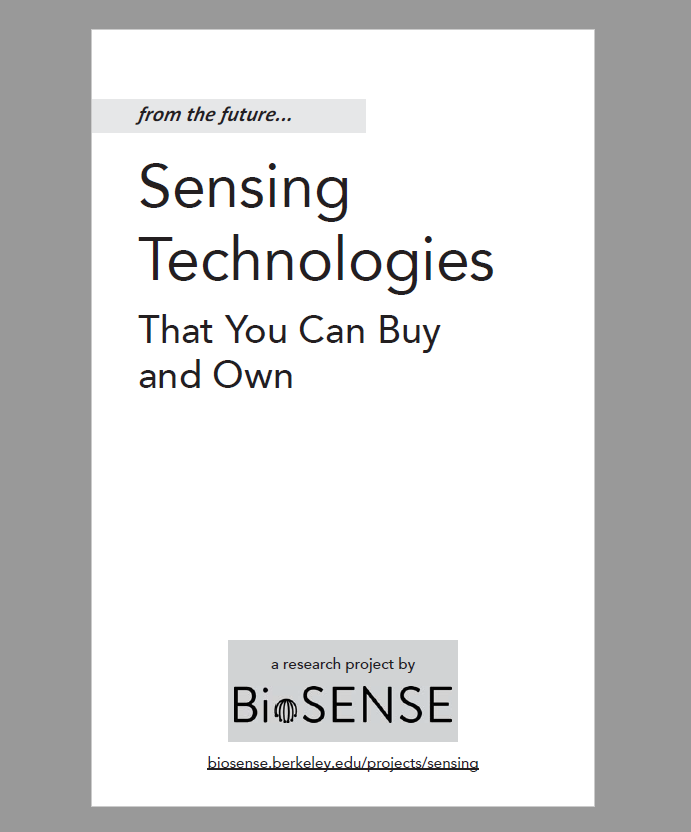 from the future...
Sensing
Technologies
That You Can Buy
and Own
a research project by
BioSENSE
biosense.berkeley.edu/projects/sensing